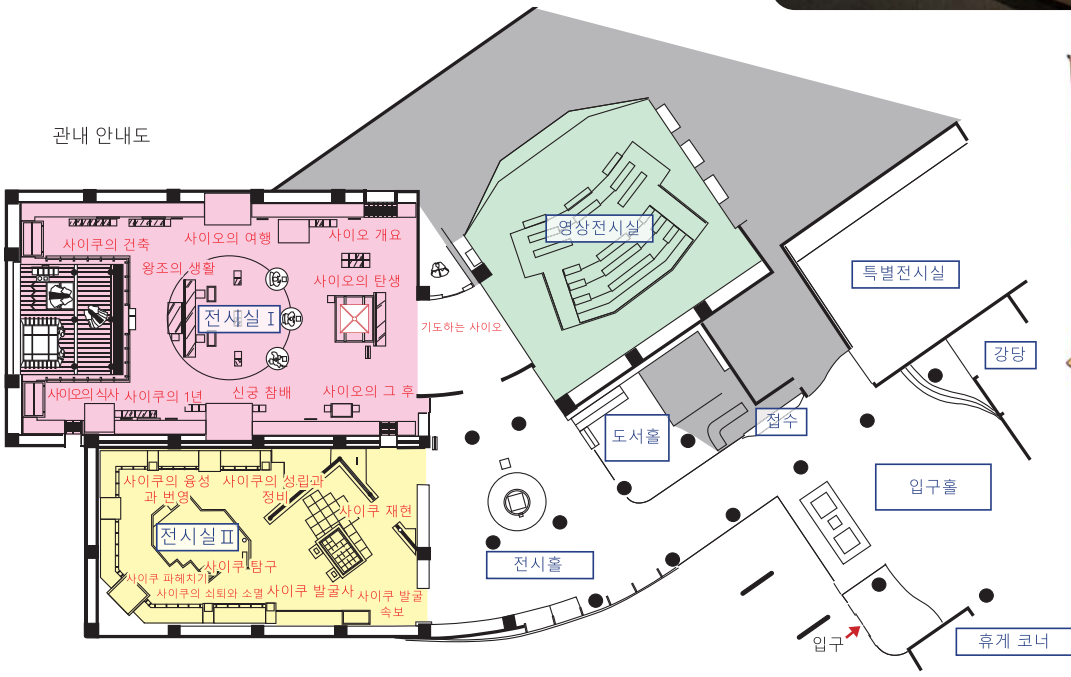 관내 안내도
사이쿠의 건축
사이오의 여행
사이오 개요
왕조의 생활
사이오의 탄생
전시실 I
기도하는 사이오
사이오의 식사
사이쿠의 1년
신궁 참배
사이오의 그 후
영상전시실
특별전시실
강당
접수
도서홀
입구홀
사이쿠의 융성
과 번영
사이쿠의 성립과
정비
사이쿠 재현
전시실 II
사이쿠 탐구
사이쿠 파헤치기
사이쿠의 쇠퇴와 소멸
사이쿠 발굴사
사이쿠 발굴
속보
전시홀
입구
휴게 코너